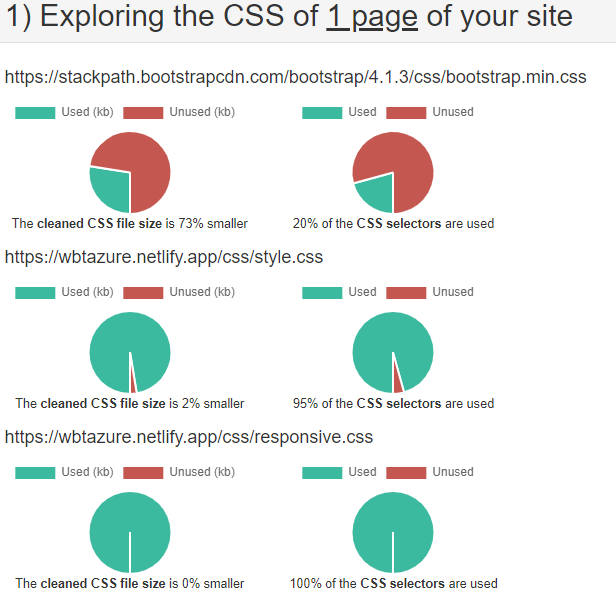 1) Exploring the CSS of 1 page of your site
https://stackpath.bootstrapcdn.com/bootstrap/4.1.3/css/bootstrap.min.css
Used (kb) Unused (kb) Used Unused
The cleaned CSS file size is 73% smaller 20% of the CSS selectors are used
https://wbtazure.netlify.app/css/style.css
Used (kb) Unused (kb) Used Unused
The cleaned CSS file size is 2% smaller 95% of the CSS selectors are used
https://wbtazure.netlify.app/css/responsive.css
Used (kb) Unused (kb) Used Unused
The cleaned CSS file size is 0% smaller 100% of the CSS selectors are used